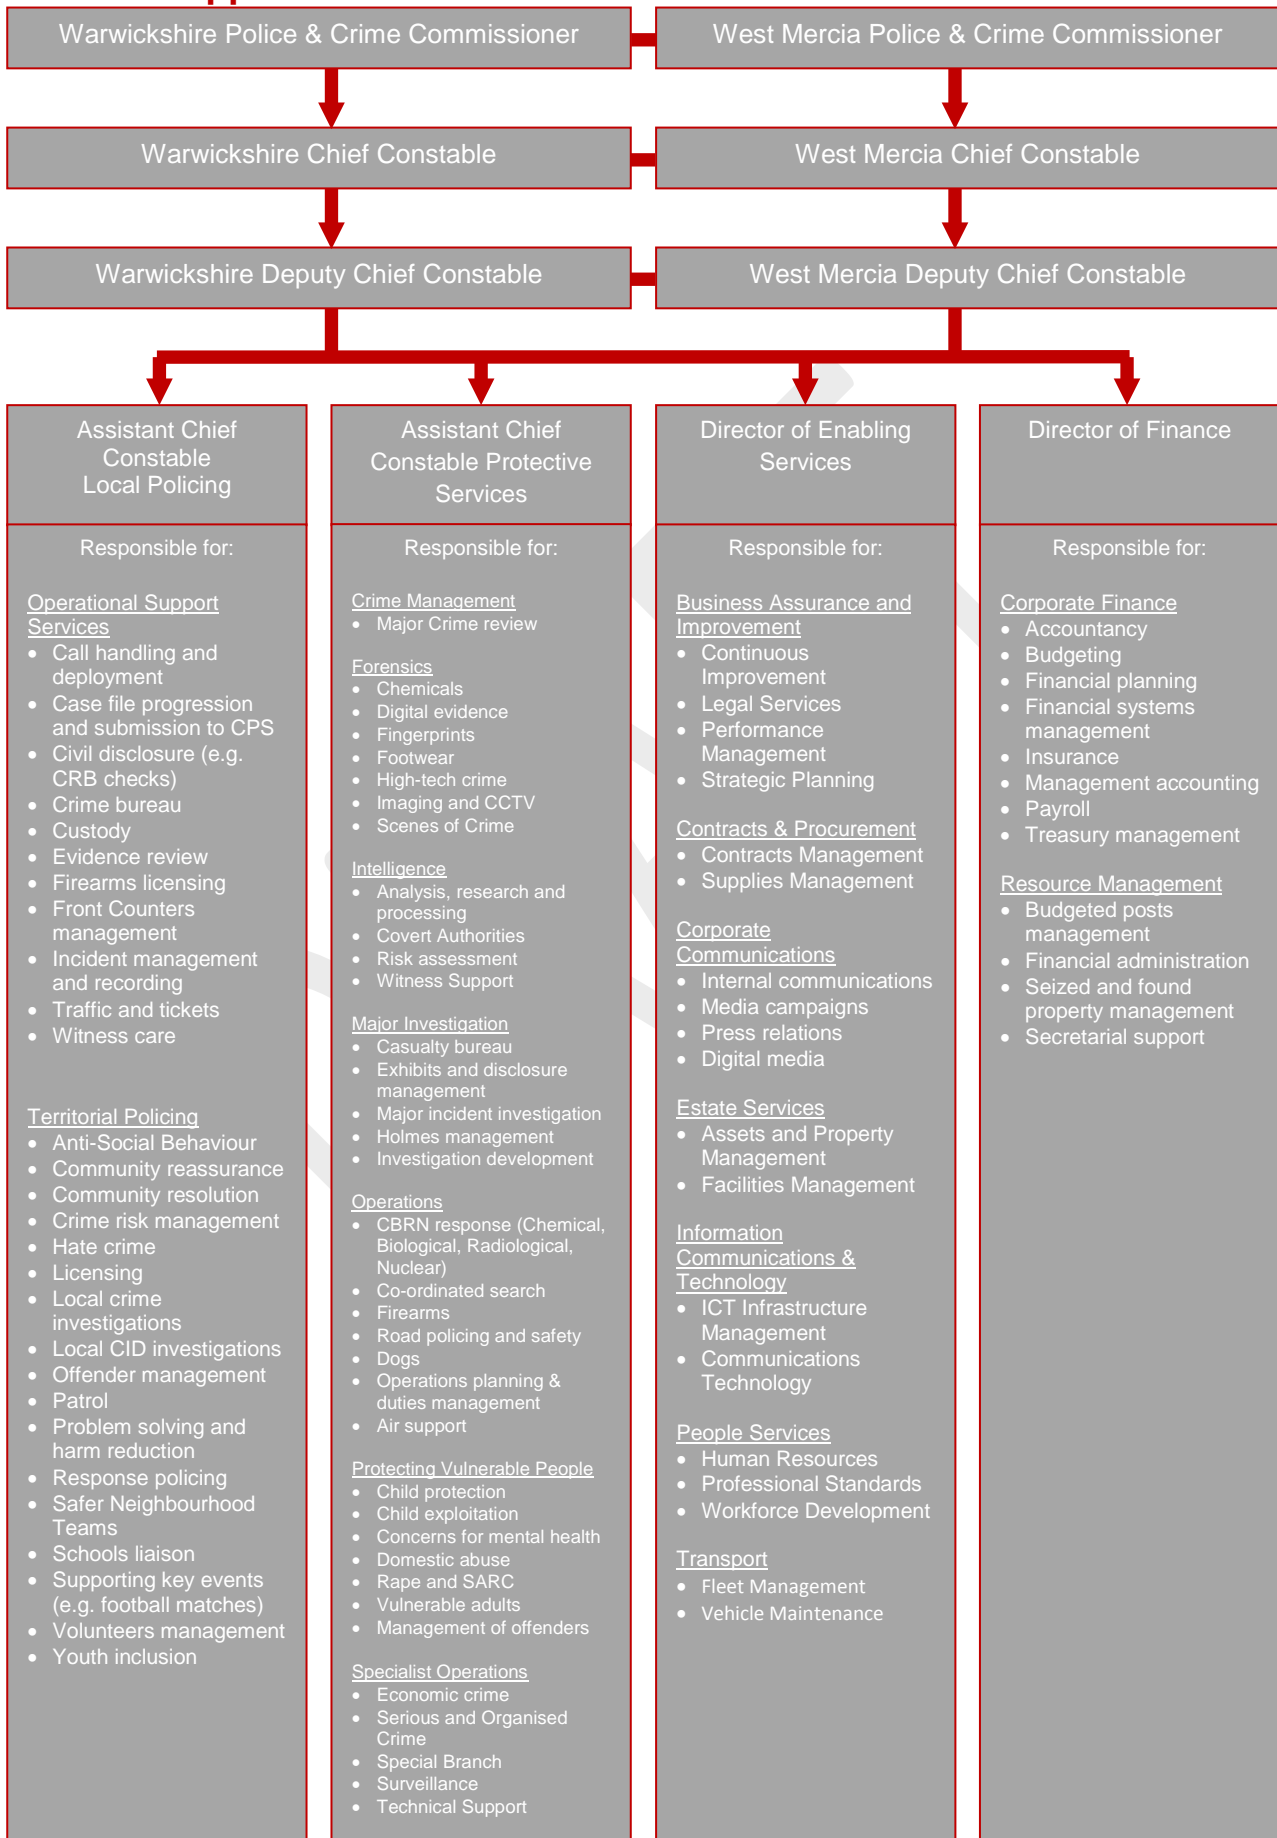 Warwickshire Police & Crime Commissioner
West Mercia Police & Crime Commissioner
Warwickshire Chief Constable
West Mercia Chief Constable
Warwickshire Deputy Chief Constable
West Mercia Deputy Chief Constable
Assistant Chief
Constable
Local Policing
Responsible for:
Operational Support
Services
• Call handling and
deployment
• Case file progression
and submission to CPS
• Civil disclosure (e.g.
CRB checks)
• Crime bureau
• Custody
• Evidence review
• Firearms licensing
• Front Counters
management
• Incident management
and recording
• Traffic and tickets
• Witness care
Territorial Policing
• Anti-Social Behaviour
• Community reassurance
• Community resolution
• Crime risk management
• Hate crime
• Licensing
• Local crime
investigations
• Local CID investigations
• Offender management
• Patrol
• Problem solving and
harm reduction
• Response policing
• Safer Neighbourhood
Teams
• Schools liaison
• Supporting key events
(e.g. football matches)
• Volunteers management
• Youth inclusion
Assistant Chief
Constable Protective
Services
Responsible for:
Crime Management
• Major Crime review
Forensics
• Chemicals
• Digital evidence
• Fingerprints
• Footwear
• High-tech crime
• Imaging and CCTV
• Scenes of Crime
Intelligence
• Analysis, research and
processing
• Covert Authorities
• Risk assessment
• Witness Support
Major Investigation
• Casualty bureau
• Exhibits and disclosure
management
• Major incident investigation
• Holmes management
• Investigation development
Operations
• CBRN response (Chemical,
Biological, Radiological,
Nuclear)
• Co-ordinated search
• Firearms
• Road policing and safety
• Dogs
• Operations planning &
duties management
• Air support
Protecting Vulnerable People
• Child protection
• Child exploitation
• Concerns for mental health
• Domestic abuse
• Rape and SARC
• Vulnerable adults
• Management of offenders
Specialist Operations
• Economic crime
• Serious and Organised
Crime
• Special Branch
• Surveillance
• Technical Support
Director of Enabling
Services
Responsible for:
Business Assurance and
Improvement
• Continuous
Improvement
• Legal Services
• Performance
Management
• Strategic Planning
Contracts & Procurement
• Contracts Management
• Supplies Management
Corporate
Communications
• Internal communications
• Media campaigns
• Press relations
• Digital media
Estate Services
• Assets and Property
Management
• Facilities Management
Information
Communications &
Technology
• ICT Infrastructure
Management
• Communications
Technology
People Services
• Human Resources
• Professional Standards
• Workforce Development
Transport
• Fleet Management
• Vehicle Maintenance
Director of Finance
Responsible for:
Corporate Finance
• Accountancy
• Budgeting
• Financial planning
• Financial systems
management
• Insurance
• Management accounting
• Payroll
• Treasury management
Resource Management
• Budgeted posts
management
• Financial administration
• Seized and found
property management
• Secretarial support